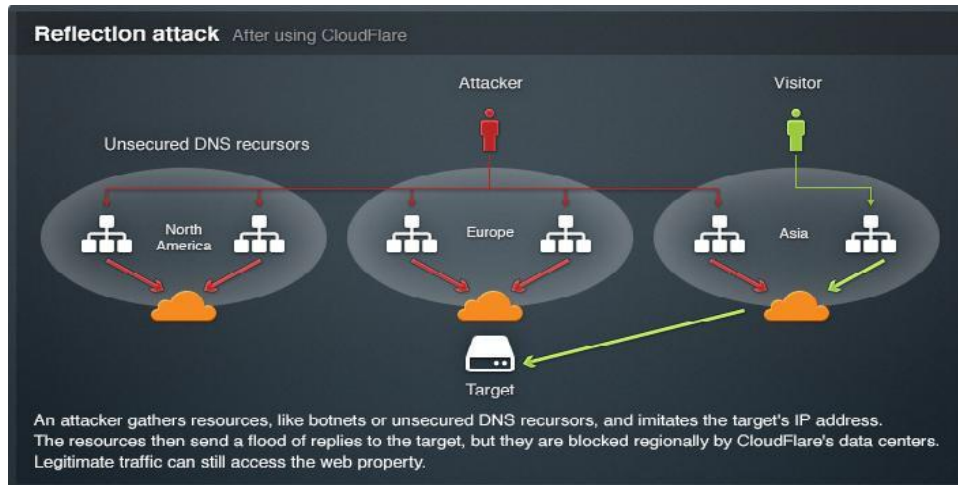 Reflection attack After using CloudFlare
Attacker
Visitor
Unsecured DNS recursors
North
America
Europe
Asia
Target
An attacker gathers resources, like botnets or unsecured DNS recursors, and imitates the target's IP address.
The resources then send a flood of replies to the target, but they are blocked regionally by CloudFlare's data centers.
Legitimate traffic can still access the web property.